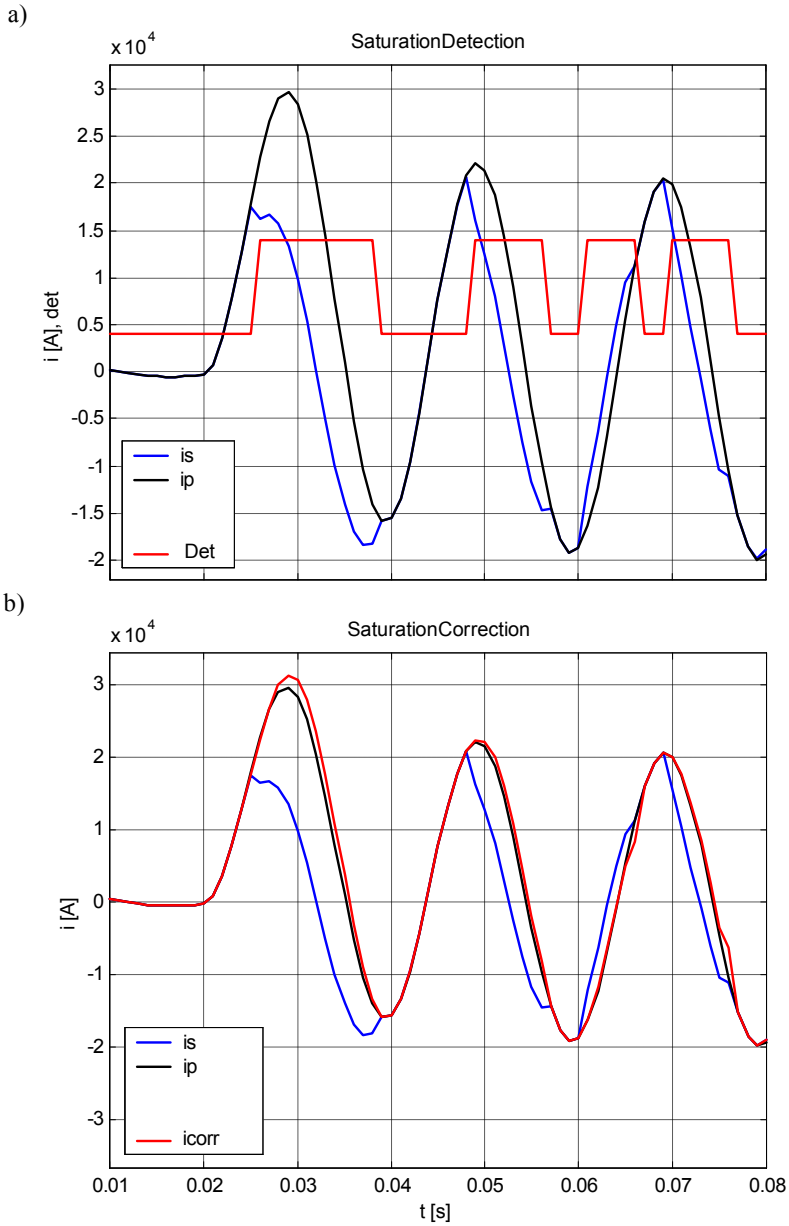 a)
x 10^4
SaturationDetection
3
2.5
2
1.5
1
0.5
0
-0.5
-1
-1.5
-2
i [A], det
is
ip
Det
b)
x 10^4
SaturationCorrection
3
2
1
0
-1
-2
-3
i [A]
is
ip
icorr
0.01 0.02 0.03 0.04 0.05 0.06 0.07 0.08
t [s]